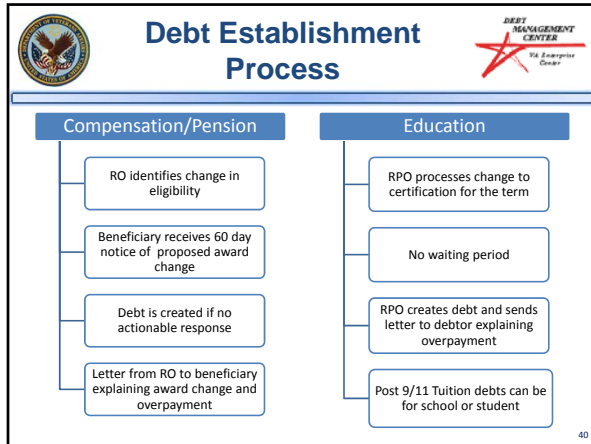 Debt Establishment
Process
DEBT
MANAGEMENT
CENTER
VA Enterprise
Center
Compensation/Pension
RO identifies change in
eligibility
Beneficiary receives 60 day
notice of proposed award
change
Debt is created if no
actionable response
Letter from RO to beneficiary
explaining award change and
overpayment
Education
RPO processes change to
certification for the term
No waiting period
RPO creates debt and sends
letter to debtor explaining
overpayment
Post 9/11 Tuition debts can be
for school or student
40